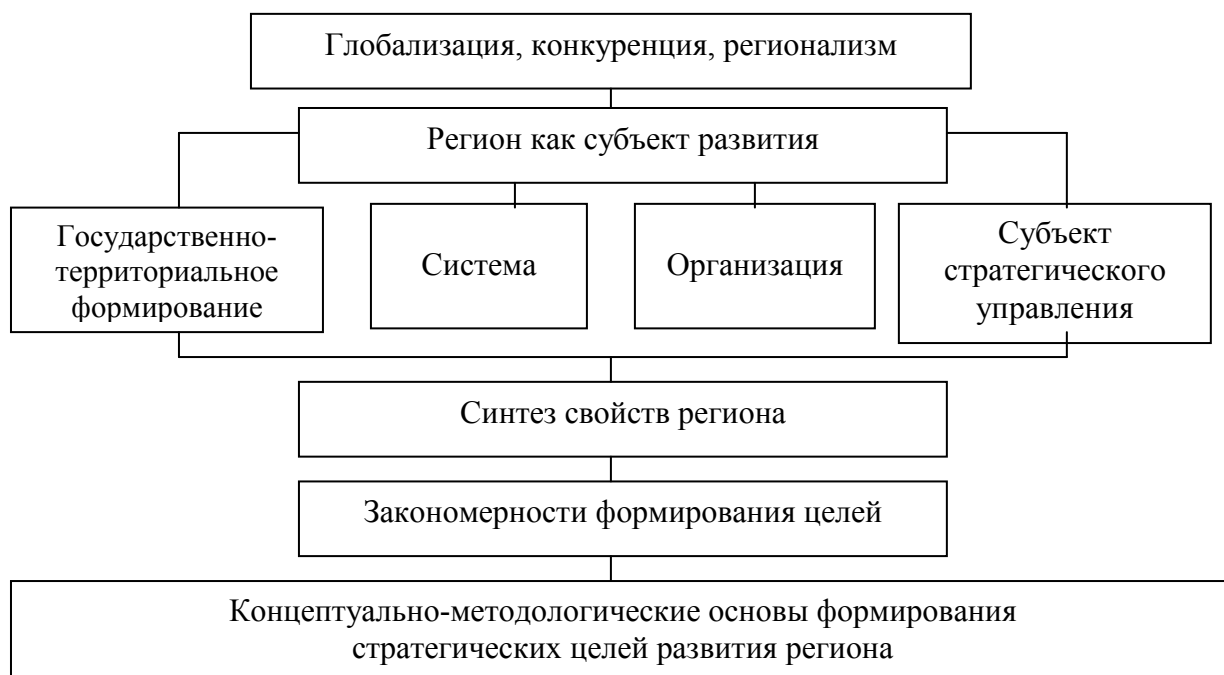 Глобализация, конкуренция, регионализм
Регион как субъект развития
Государственно-
территориальное
формирование
Система
Организация
Субъект
стратегического
управления
Синтез свойств региона
Закономерности формирования целей
Концептуально-методологические основы формирования
стратегических целей развития региона